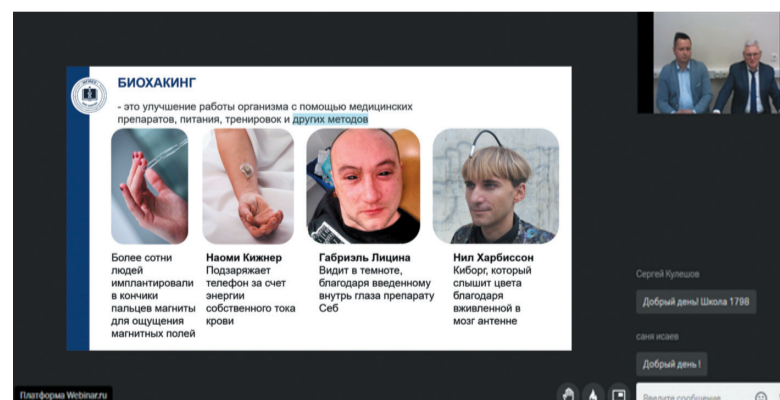 БИОХАКИНГ
- это улучшение работы организма с помощью медицинских
препаратов, питания, тренировок и других методов
Более сотни
людей
имплантировали
в кончики
пальцев магниты
для ощущения
магнитных полей
Наоми Кижнер
Подзаряжает
телефон за счет
энергии
собственного тока
крови
Габриэль Лицина
Видит в темноте,
благодаря введенному
внутрь глаза препарату
Се6
Нил Харбиссон
Киборг, который
слышит цвета
благодаря
вживленной в
мозг антенне
Сергей Кулешов
Добрый день! Школа 1798
саня исаев
Добрый день !
Введите сообщение
Платформа Webinar.ru